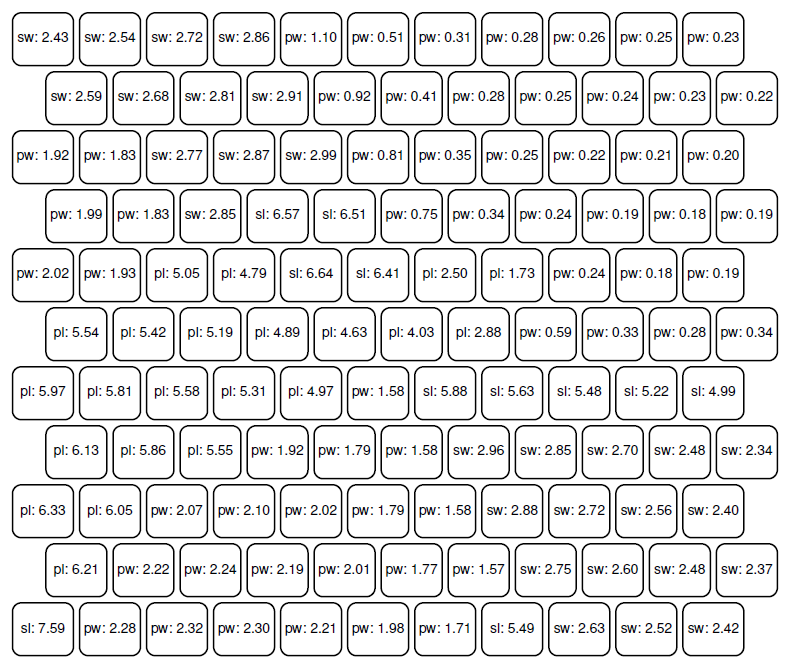 sw: 2.43 sw: 2.54 sw: 2.72 sw: 2.86 pw: 1.10 pw: 0.51 pw: 0.31 pw: 0.28 pw: 0.26 pw: 0.25 pw: 0.23
sw: 2.59 sw: 2.68 sw: 2.81 sw: 2.91 pw: 0.92 pw: 0.41 pw: 0.28 pw: 0.25 pw: 0.24 pw: 0.23 pw: 0.22
pw: 1.92 pw: 1.83 sw: 2.77 sw: 2.87 sw: 2.99 pw: 0.81 pw: 0.35 pw: 0.25 pw: 0.22 pw: 0.21 pw: 0.20
pw: 1.99 pw: 1.83 sw: 2.85 sl: 6.57 sl: 6.51 pw: 0.75 pw: 0.34 pw: 0.24 pw: 0.19 pw: 0.18 pw: 0.19
pw: 2.02 pw: 1.93 pl: 5.05 pl: 4.79 sl: 6.64 sl: 6.41 pl: 2.50 pl: 1.73 pw: 0.24 pw: 0.18 pw: 0.19
pl: 5.54 pl: 5.42 pl: 5.19 pl: 4.89 pl: 4.63 pl: 4.03 pl: 2.88 pw: 0.59 pw: 0.33 pw: 0.28 pw: 0.34
pl: 5.97 pl: 5.81 pl: 5.58 pl: 5.31 pl: 4.97 pw: 1.58 sl: 5.88 sl: 5.63 sl: 5.48 sl: 5.22 sl: 4.99
pl: 6.13 pl: 5.86 pl: 5.55 pw: 1.92 pw: 1.79 pw: 1.58 sw: 2.96 sw: 2.85 sw: 2.70 sw: 2.48 sw: 2.34
pl: 6.33 pl: 6.05 pw: 2.07 pw: 2.10 pw: 2.02 pw: 1.79 pw: 1.58 sw: 2.88 sw: 2.72 sw: 2.56 sw: 2.40
pl: 6.21 pw: 2.22 pw: 2.24 pw: 2.19 pw: 2.01 pw: 1.77 pw: 1.57 sw: 2.75 sw: 2.60 sw: 2.48 sw: 2.37
sl: 7.59 pw: 2.28 pw: 2.32 pw: 2.30 pw: 2.21 pw: 1.98 pw: 1.71 sl: 5.49 sw: 2.63 sw: 2.52 sw: 2.42